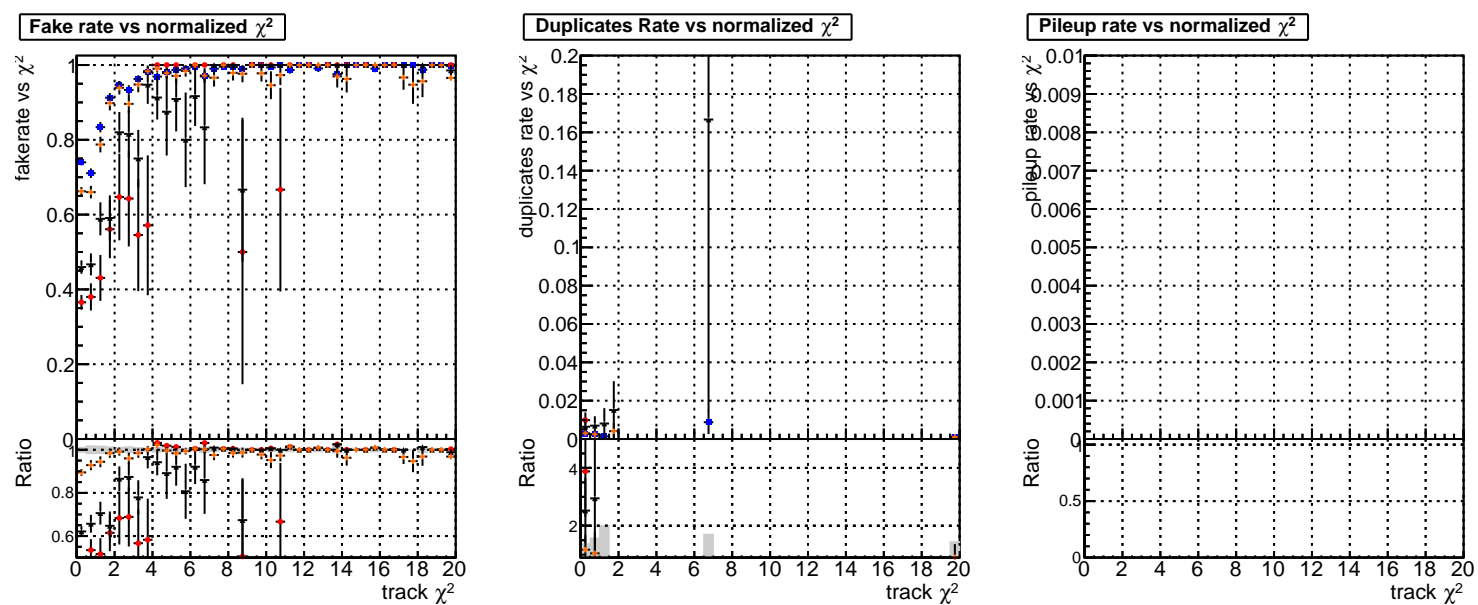 Fake rate vs normalized χ²
fakerate vs χ²
1
0.8
0.6
0.4
0.2
0
Ratio
1
0.8
0.6
0 2 4 6 8 10 12 14 16 18 20
track χ²
Duplicates Rate vs normalized χ²
duplicates rate vs χ²
0.2
0.18
0.16
0.14
0.12
0.1
0.08
0.06
0.04
0.02
0
Ratio
4
2
0 2 4 6 8 10 12 14 16 18 20
track χ²
Pileup rate vs normalized χ²
pileup rate vs χ²
0.01
0.009
0.008
0.007
0.006
0.005
0.004
0.003
0.002
0.001
0
Ratio
0.5
0
0 2 4 6 8 10 12 14 16 18 20
track χ²